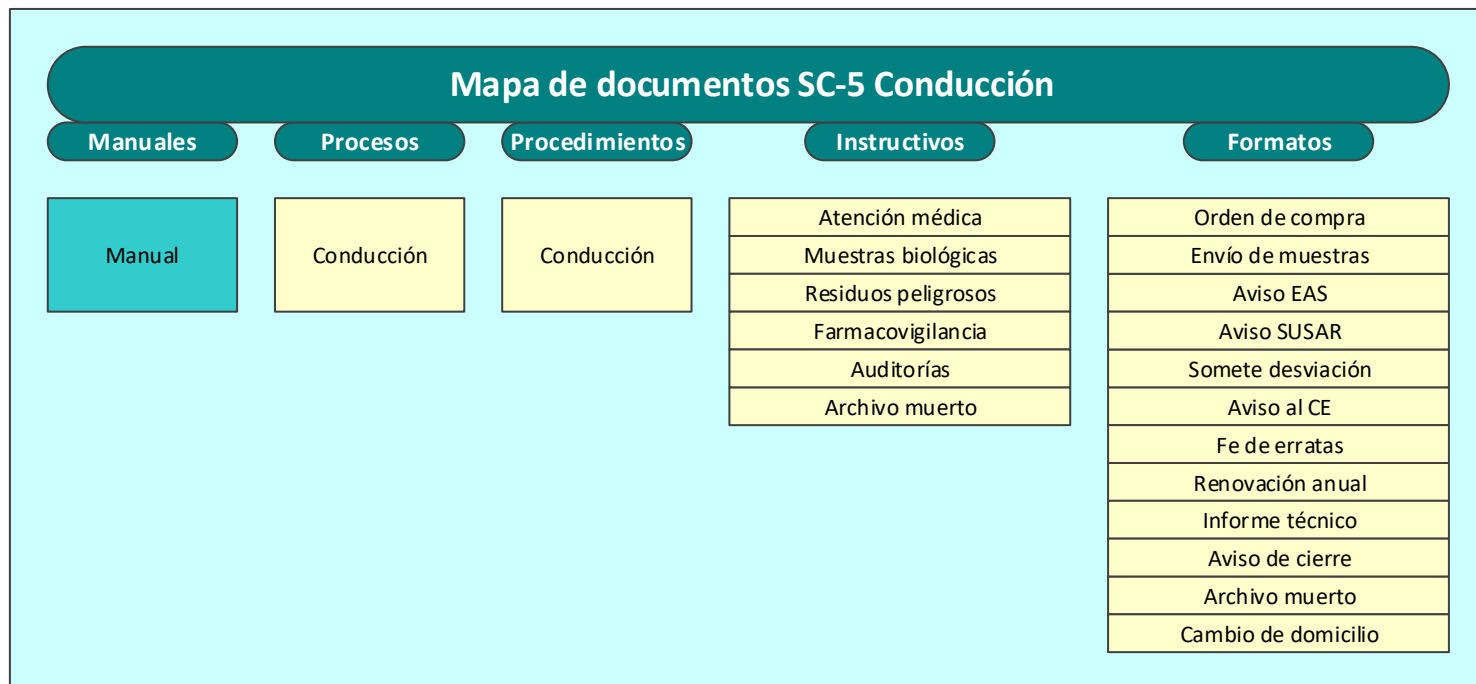 Mapa de documentos SC-5 Conducción
Manuales
Procesos
Procedimientos
Instructivos
Formatos
Manual
Conducción
Conducción
Atención médica
Muestras biológicas
Residuos peligrosos
Farmacovigilancia
Auditorías
Archivo muerto
Orden de compra
Envío de muestras
Aviso EAS
Aviso SUSAR
Somete desviación
Aviso al CE
Fe de erratas
Renovación anual
Informe técnico
Aviso de cierre
Archivo muerto
Cambio de domicilio